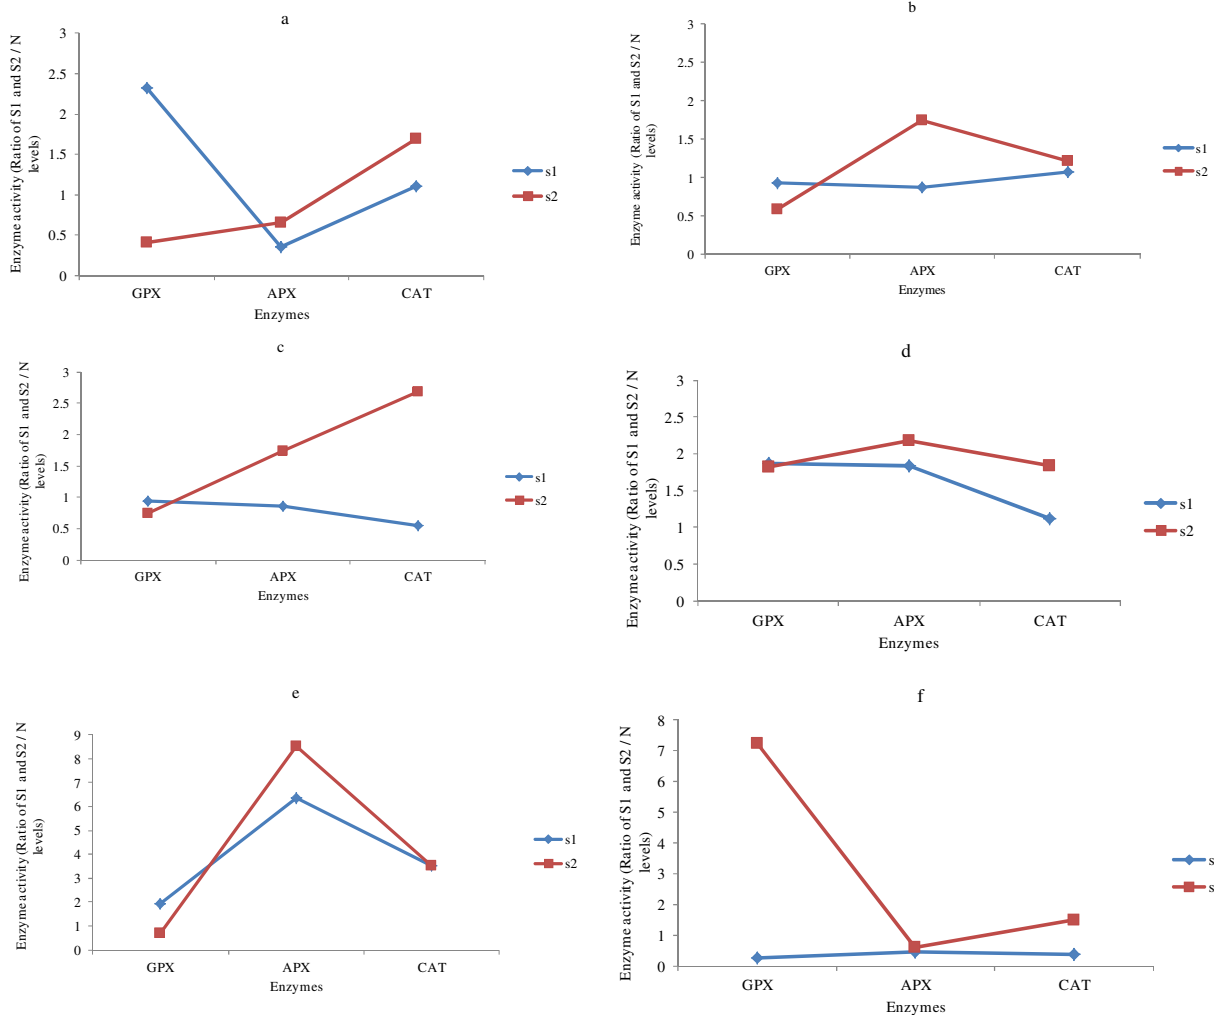 a
Enzyme activity (Ratio of S1 and S2 / N
levels)
3
2.5
2
1.5
1
0.5
0
GPX APX CAT
Enzymes
s1
s2
b
Enzyme activity (Ratio of S1 and S2 / N
levels)
3
2.5
2
1.5
1
0.5
0
GPX APX CAT
Enzymes
s1
s2
c
Enzyme activity (Ratio of S1 and S2 / N
levels)
3
2.5
2
1.5
1
0.5
0
GPX APX CAT
Enzymes
s1
s2
d
Enzyme activity (Ratio of S1 and S2 / N
levels)
3
2.5
2
1.5
1
0.5
0
GPX APX CAT
Enzymes
s1
s2
e
Enzyme activity (Ratio of S1 and S2 / N
levels)
9
8
7
6
5
4
3
2
1
0
GPX APX CAT
Enzymes
s1
s2
f
Enzyme activity (Ratio of S1 and S2 / N
levels)
8
7
6
5
4
3
2
1
0
GPX APX CAT
Enzymes
s
s